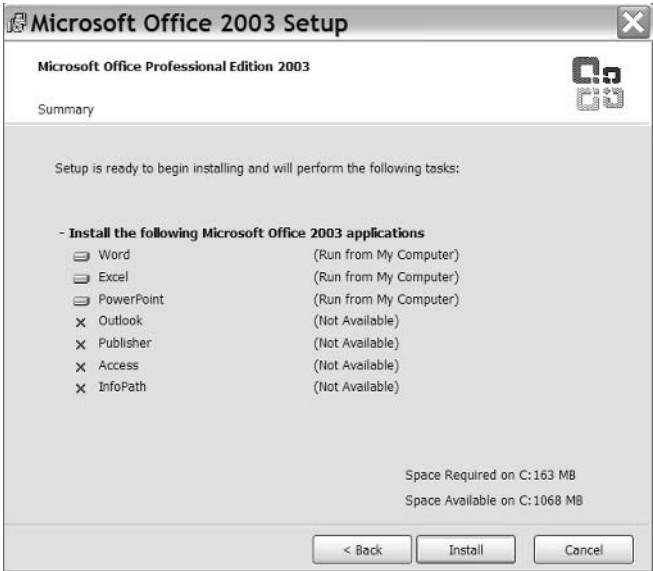 Microsoft Office 2003 Setup
Microsoft Office Professional Edition 2003
Summary
Setup is ready to begin installing and will perform the following tasks:
- Install the following Microsoft Office 2003 applications
Word (Run from My Computer)
Excel (Run from My Computer)
PowerPoint (Run from My Computer)
Outlook (Not Available)
Publisher (Not Available)
Access (Not Available)
InfoPath (Not Available)
Space Required on C:163 MB
Space Available on C:1068 MB
< Back Install Cancel